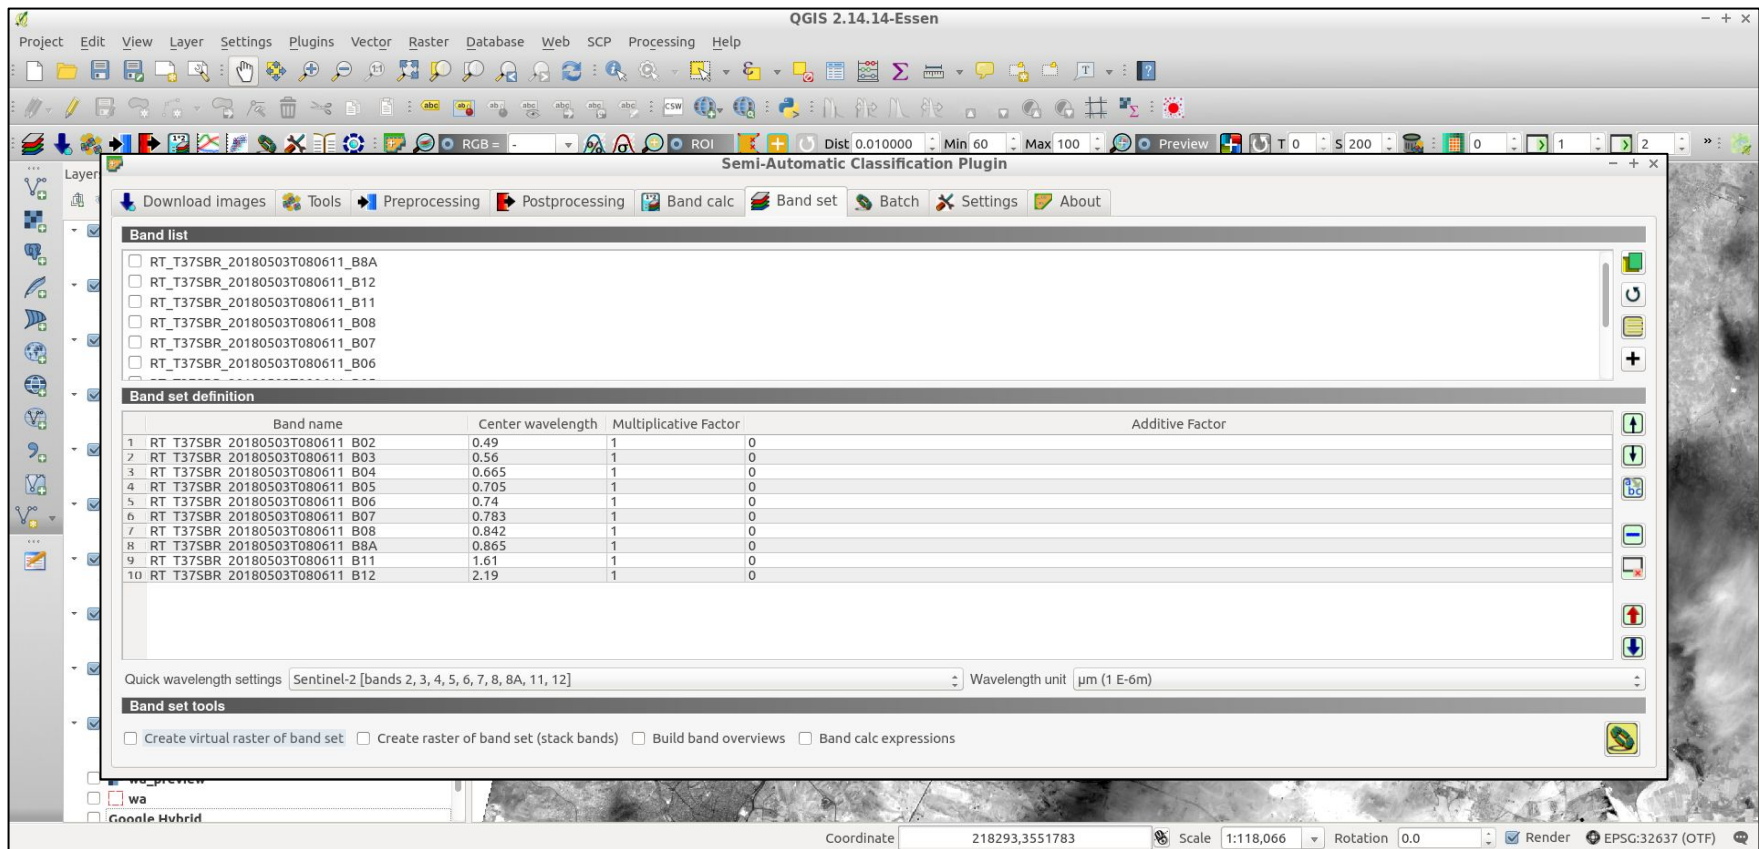 QGIS 2.14.14-Essen
Project Edit View Layer Settings Plugins Vector Raster Database Web SCP Processing Help
RGB = - ROI Dist 0.010000 Min 60 Max 100 Preview T 0 S 200 0 1 2 »
Semi-Automatic Classification Plugin
Layer
Download images Tools Preprocessing Postprocessing Band calc Band set Batch Settings About
Band list
RT_T37SBR_20180503T080611_B8A
RT_T37SBR_20180503T080611_B12
RT_T37SBR_20180503T080611_B11
RT_T37SBR_20180503T080611_B08
RT_T37SBR_20180503T080611_B07
RT_T37SBR_20180503T080611_B06
Band set definition
Band name Center wavelength Multiplicative Factor Additive Factor
1 RT_T37SBR_20180503T080611_B02 0.49 1 0
2 RT_T37SBR_20180503T080611_B03 0.56 1 0
3 RT_T37SBR_20180503T080611_B04 0.665 1 0
4 RT_T37SBR_20180503T080611_B05 0.705 1 0
5 RT_T37SBR_20180503T080611_B06 0.74 1 0
6 RT_T37SBR_20180503T080611_B07 0.783 1 0
7 RT_T37SBR_20180503T080611_B08 0.842 1 0
8 RT_T37SBR_20180503T080611_B8A 0.865 1 0
9 RT_T37SBR_20180503T080611_B11 1.61 1 0
10 RT_T37SBR_20180503T080611_B12 2.19 1 0
Quick wavelength settings Sentinel-2 [bands 2, 3, 4, 5, 6, 7, 8, 8A, 11, 12] Wavelength unit µm (1 E-6m)
Band set tools
Create virtual raster of band set Create raster of band set (stack bands) Build band overviews Band calc expressions
wa_preview
wa
Google Hybrid
Coordinate 218293,3551783 Scale 1:118,066 Rotation 0.0 Render EPSG:32637 (OTF)